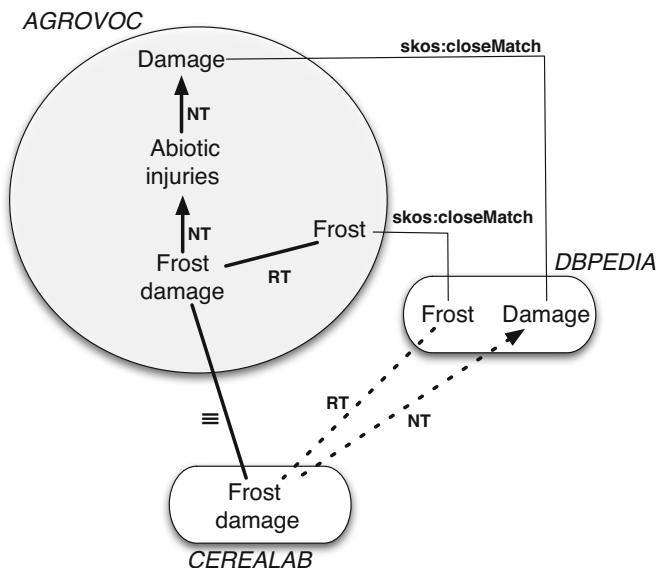 AGROVOC
Damage
skos:closeMatch
NT
Abiotic
injuries
NT
Frost
skos:closeMatch
Frost
damage
RT
DBPEDIA
Frost
Damage
RT
NT
≡
Frost
damage
CEREALAB